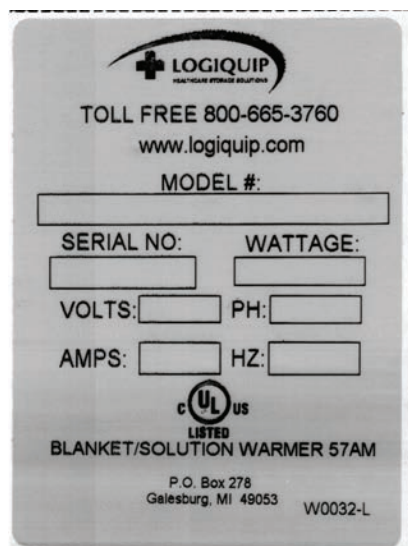 LOGIQUIP
HEALTHCARE STORAGE SOLUTIONS
TOLL FREE 800-665-3760
www.logiquip.com
MODEL #:
SERIAL NO: WATTAGE:
VOLTS: PH:
AMPS: HZ:
c UL US
LISTED
BLANKET/SOLUTION WARMER 57AM
P.O. Box 278
Galesburg, MI 49053
W0032-L